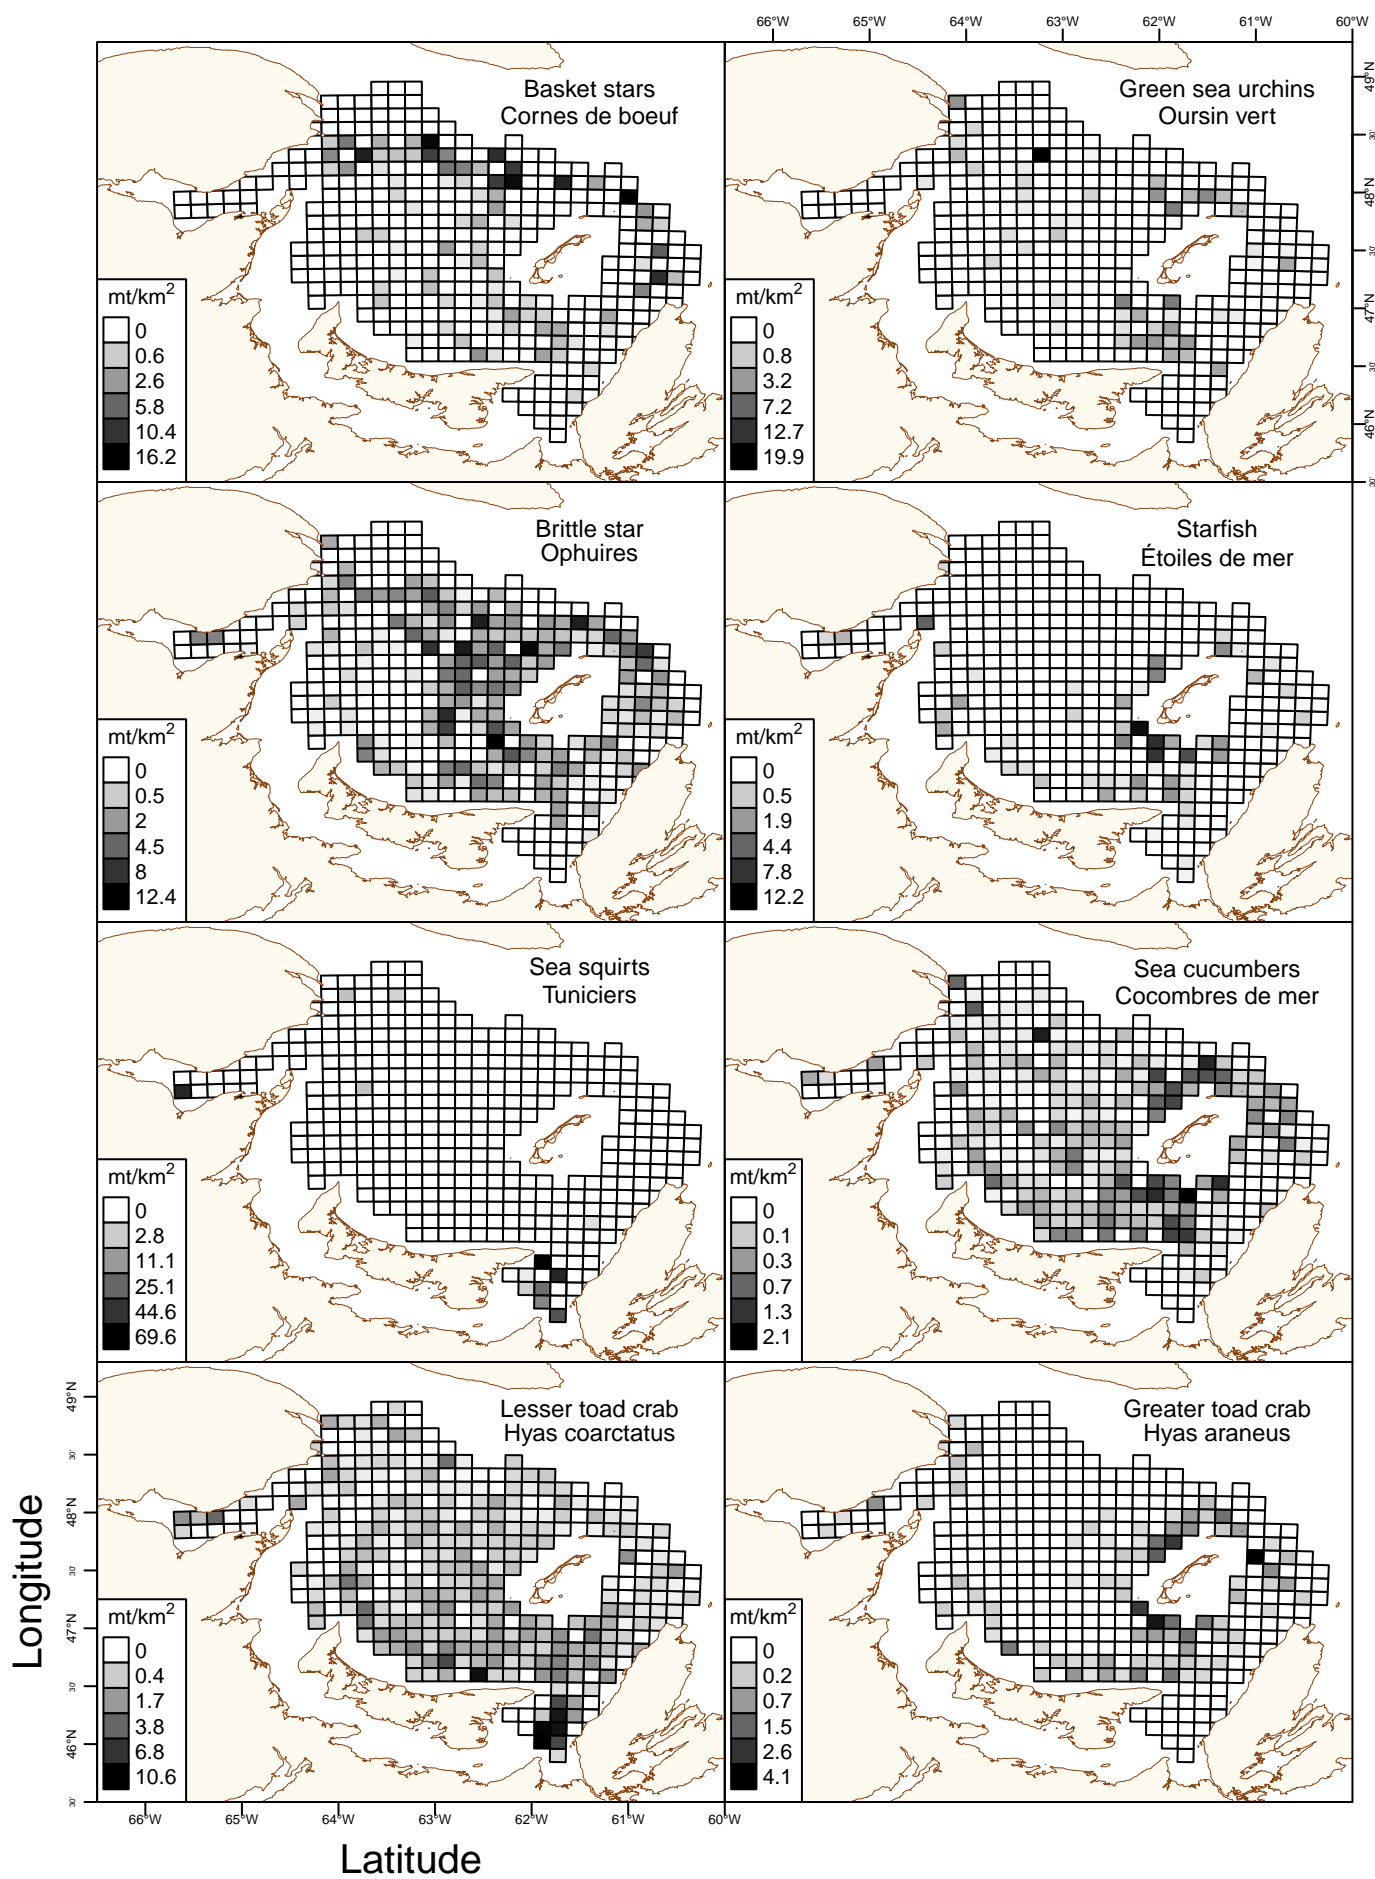 66°W 65°W 64°W 63°W 62°W 61°W 60°W
Basket stars
Cornes de boeuf
mt/km²
0
0.6
2.6
5.8
10.4
16.2
Green sea urchins
Oursin vert
mt/km²
0
0.8
3.2
7.2
12.7
19.9
49°N
30'
48°N
30'
47°N
30'
46°N
30'
Brittle star
Ophuires
mt/km²
0
0.5
2
4.5
8
12.4
Starfish
Étoiles de mer
mt/km²
0
0.5
1.9
4.4
7.8
12.2
Sea squirts
Tuniciers
mt/km²
0
2.8
11.1
25.1
44.6
69.6
Sea cucumbers
Cocombres de mer
mt/km²
0
0.1
0.3
0.7
1.3
2.1
49°N
30'
48°N
30'
47°N
30'
46°N
30'
Longitude
Lesser toad crab
Hyas coarctatus
mt/km²
0
0.4
1.7
3.8
6.8
10.6
Greater toad crab
Hyas araneus
mt/km²
0
0.2
0.7
1.5
2.6
4.1
66°W 65°W 64°W 63°W 62°W 61°W 60°W
Latitude